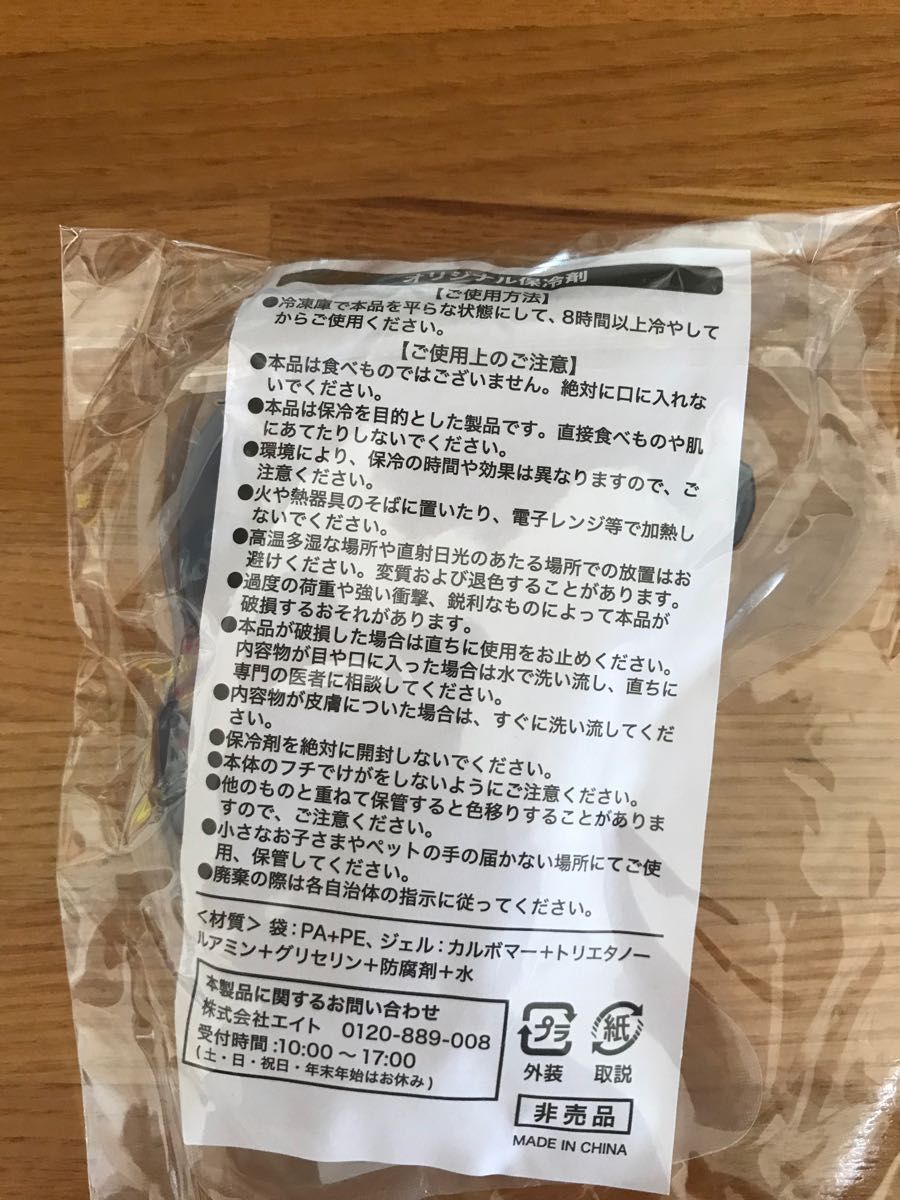 オリジナル保冷剤
【ご使用方法】
●冷凍庫で本品を平らな状態にして、8時間以上冷やして
からご使用ください。
【ご使用上のご注意】
●本品は食べものではございません。絶対に口に入れな
いでください。
●本品は保冷を目的とした製品です。直接食べものや肌
にあてたりしないでください。
●環境により、保冷の時間や効果は異なりますので、ご
注意ください。
●火や熱器具のそばに置いたり、電子レンジ等で加熱し
ないでください。
●高温多湿な場所や直射日光のあたる場所での放置はお
避けください。変質および退色することがあります。
●過度の荷重や強い衝撃、鋭利なものによって本品が
破損するおそれがあります。
●本品が破損した場合は直ちに使用をお止めください。
内容物が目や口に入った場合は水で洗い流し、直ちに
専門の医者に相談してください。
●内容物が皮膚についた場合は、すぐに洗い流してくだ
さい。
●保冷剤を絶対に開封しないでください。
●本体のフチでけがをしないようにご注意ください。
●他のものと重ねて保管すると色移りすることがありま
すので、ご注意ください。
●小さなお子さまやペットの手の届かない場所にてご使
用、保管してください。
●廃棄の際は各自治体の指示に従ってください。
＜材質＞ 袋：PA+PE、ジェル：カルボマー+トリエタノー
ルアミン+グリセリン+防腐剤+水
本製品に関するお問い合わせ
株式会社エイト 0120-889-008
受付時間：10:00～17:00
(土・日・祝日・年末年始はお休み)
プラ 紙
外装 取説
非売品
MADE IN CHINA